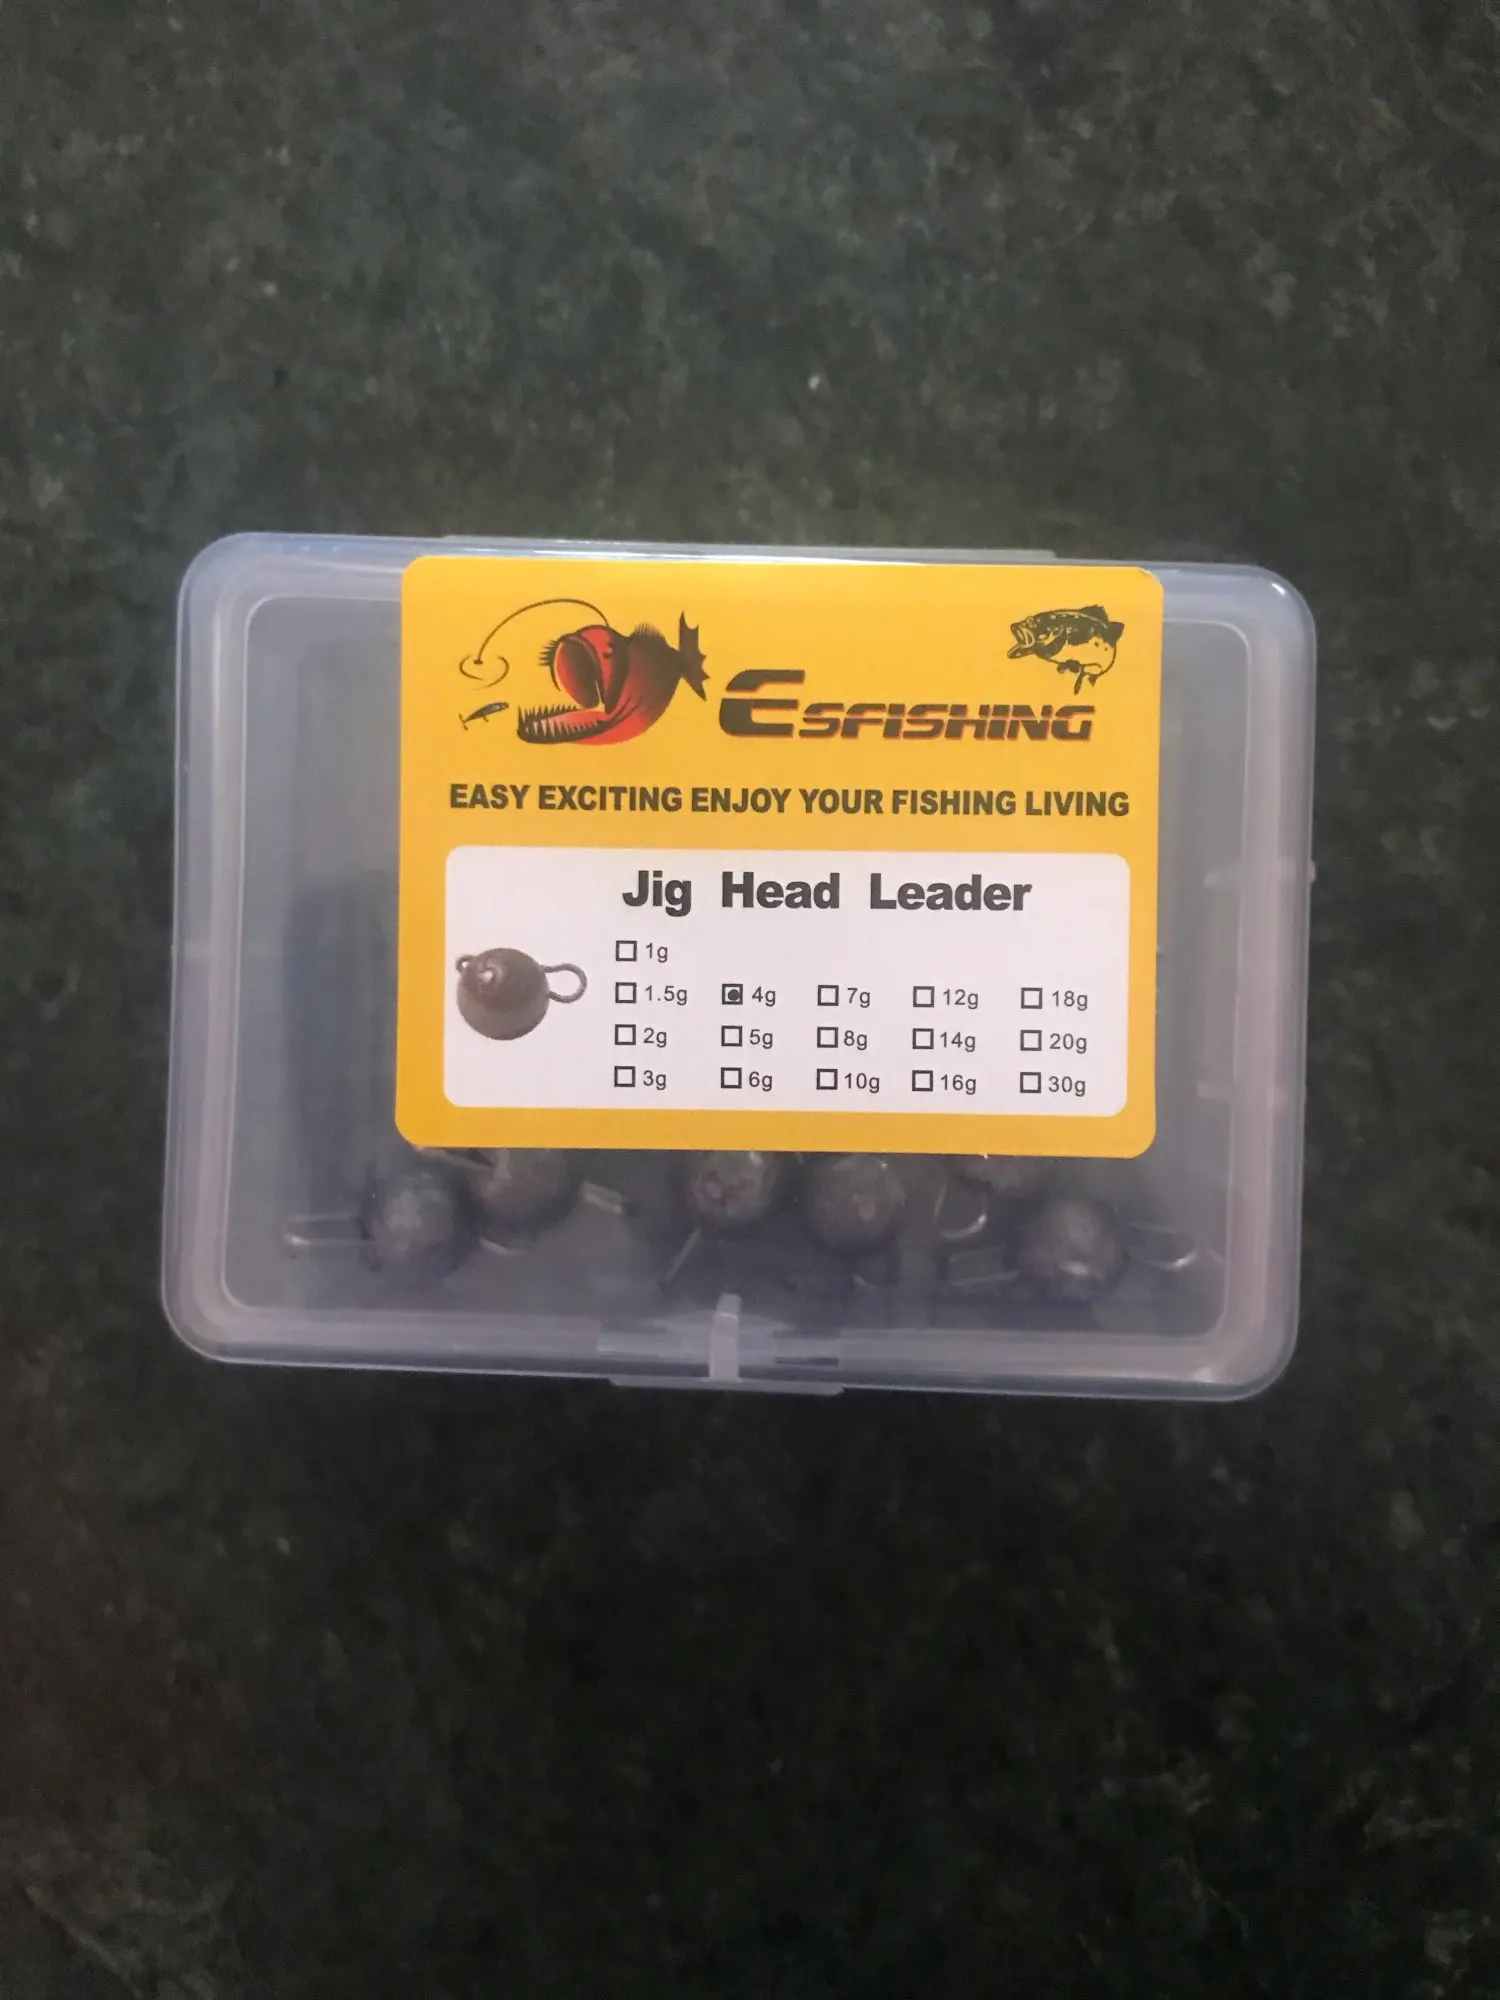 ESFISHING
EASY EXCITING ENJOY YOUR FISHING LIVING
Jig Head Leader
1g
1.5g 4g 7g 12g 18g
2g 5g 8g 14g 20g
3g 6g 10g 16g 30g